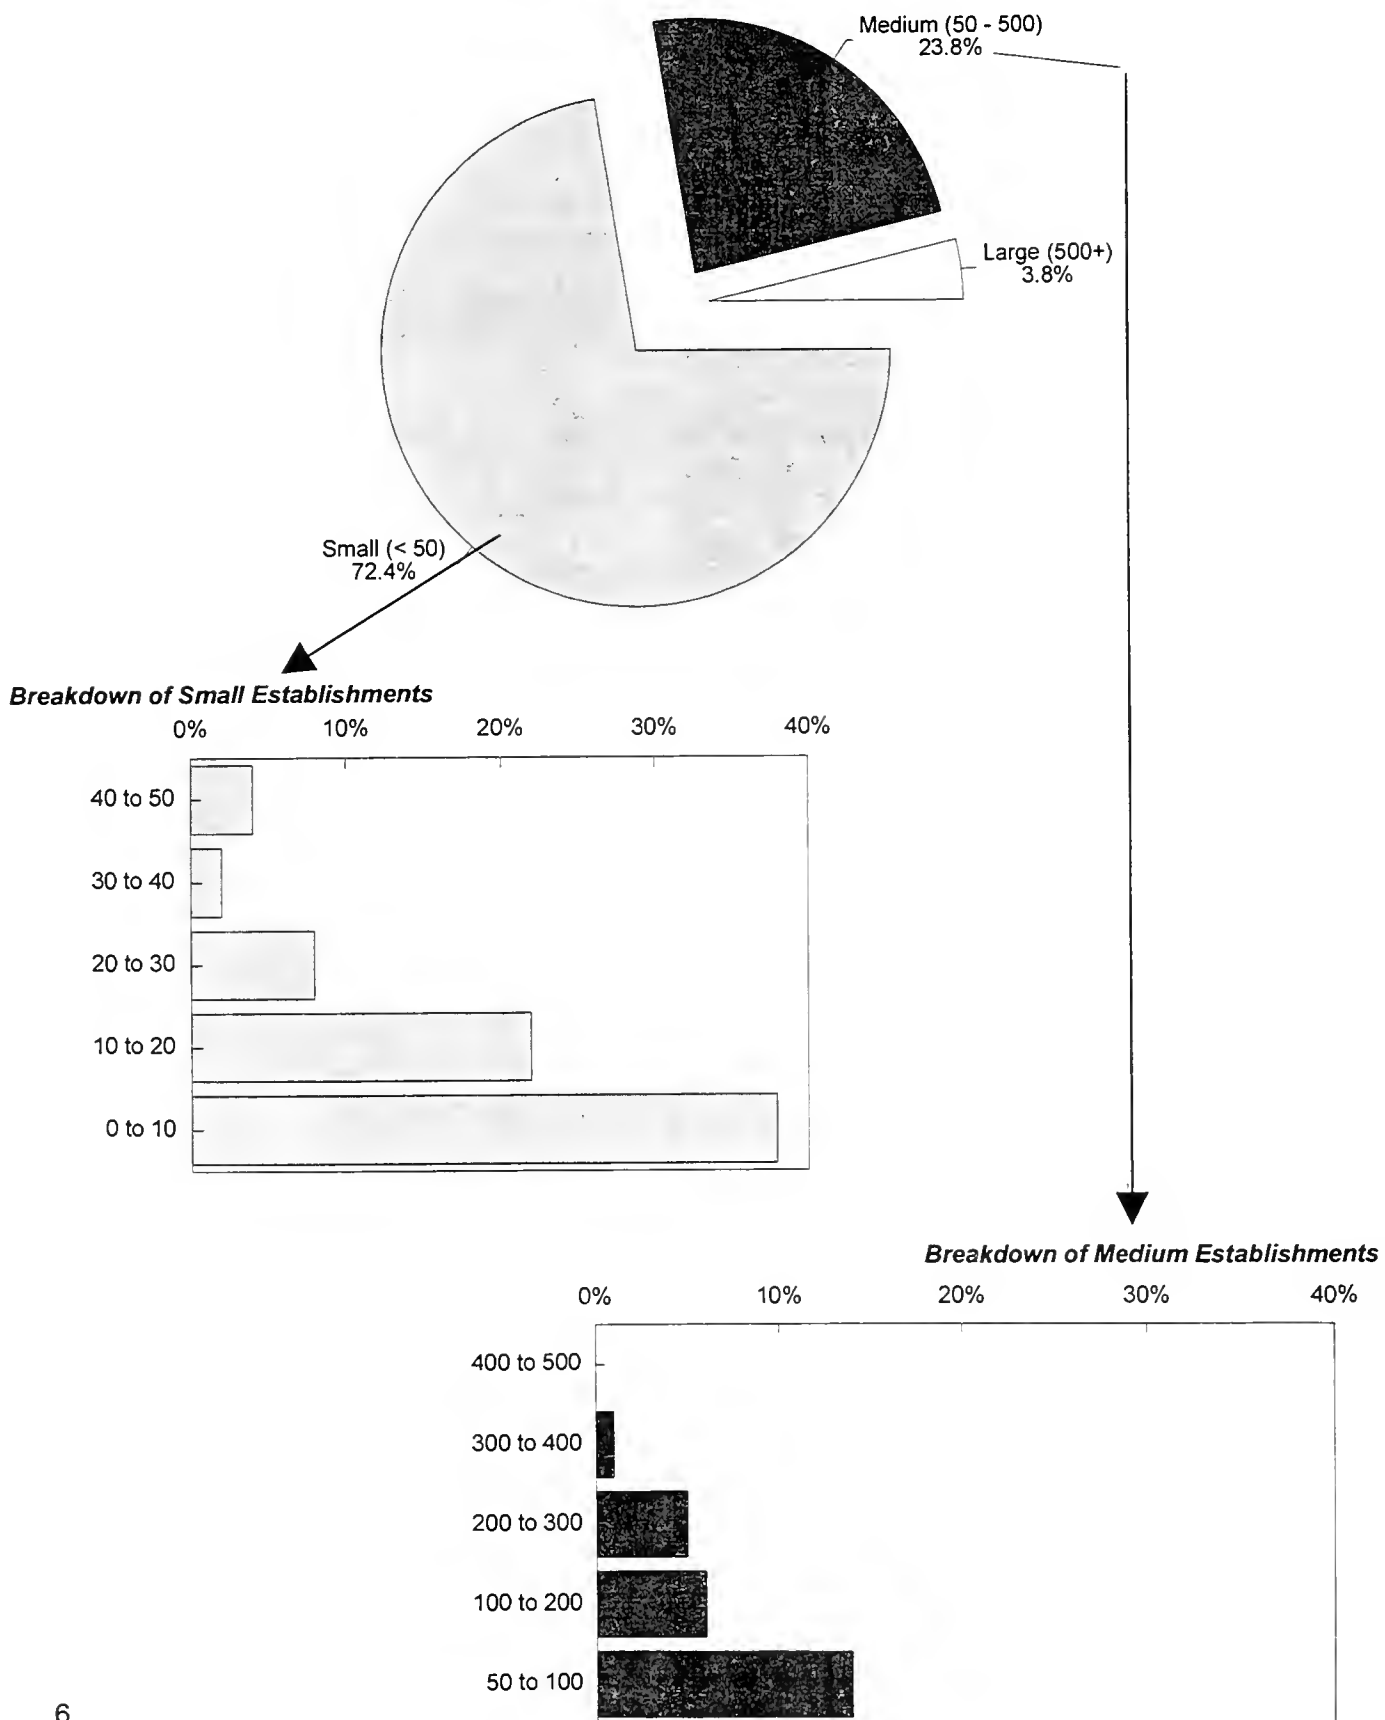 Medium (50 - 500)
23.8%
Large (500+)
3.8%
Small (< 50)
72.4%
Breakdown of Small Establishments
0% 10% 20% 30% 40%
40 to 50
30 to 40
20 to 30
10 to 20
0 to 10
Breakdown of Medium Establishments
0% 10% 20% 30% 40%
400 to 500
300 to 400
200 to 300
100 to 200
50 to 100
6